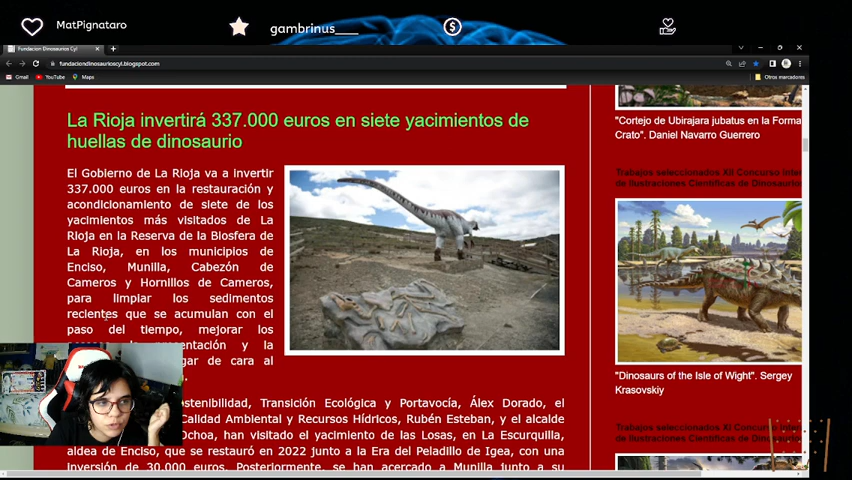 MatPignataro
gambrinus____
Fundacion Dinosaurios Cyl
fundaciondinosaurioscyl.blogspot.com
Gmail
YouTube
Maps
Otros marcadores
La Rioja invertirá 337.000 euros en siete yacimientos de
huellas de dinosaurio
El Gobierno de La Rioja va a invertir
337.000 euros en la restauración y
acondicionamiento de siete de los
yacimientos más visitados de La
Rioja en la Reserva de la Biosfera de
La Rioja, en los municipios de
Enciso, Munilla, Cabezón de
Cameros y Hornillos de Cameros,
para limpiar los sedimentos
recientes que se acumulan con el
paso del tiempo, mejorar los
la
de cara al
Transición Ecológica y Portavocía, Álex Dorado, el
Calidad Ambiental y Recursos Hídricos, Rubén Esteban, y el alcalde
han visitado el yacimiento de las Losas, en La Escurquilla,
aldea de Enciso, que se restauró en 2022 junto a la Era del Peladillo de Igea, con una
inversión de 30.000 euros. Posteriormente, se han acercado a Munilla junto a su
"Cortejo de Ubirajara jubatus en la Forma
Crato". Daniel Navarro Guerrero
Trabajos seleccionados XII Concurso Inter
de Ilustraciones Científicas de Dinosaurio
"Dinosaurs of the Isle of Wight". Sergey
Krasovskiy
Trabajos seleccionados XI Concurso
de Ilustraciones Científicas de